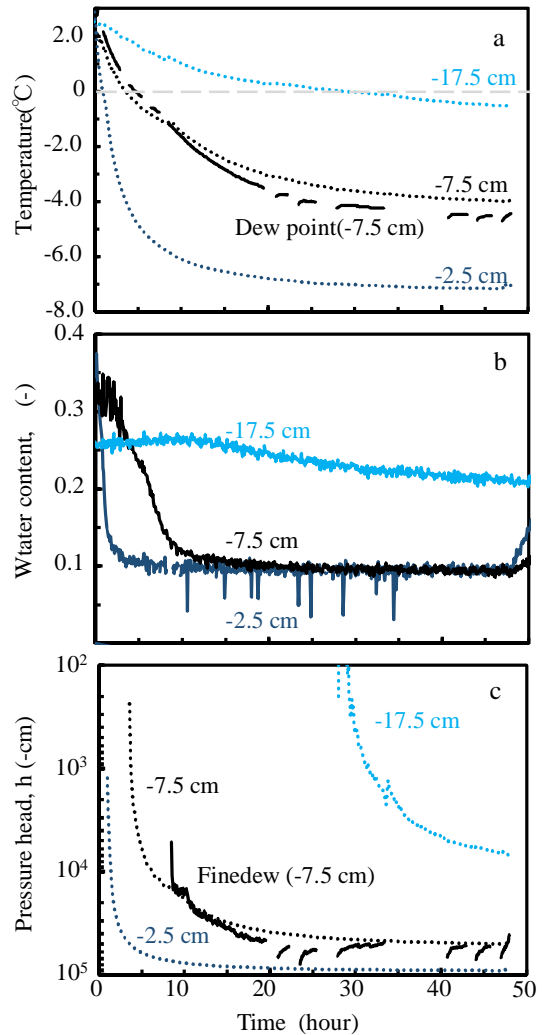 a
2.0
0
-2.0
-4.0
-6.0
-8.0
Temperature(℃)
-17.5 cm
-7.5 cm
Dew point(-7.5 cm)
-2.5 cm
b
0.4
0.3
0.2
0.1
Wtater content, (-)
-17.5 cm
-7.5 cm
-2.5 cm
c
10²
10³
10⁴
10⁵
Pressure head, h (-cm)
-17.5 cm
-7.5 cm
Finedew (-7.5 cm)
-2.5 cm
0 10 20 30 40 50
Time (hour)